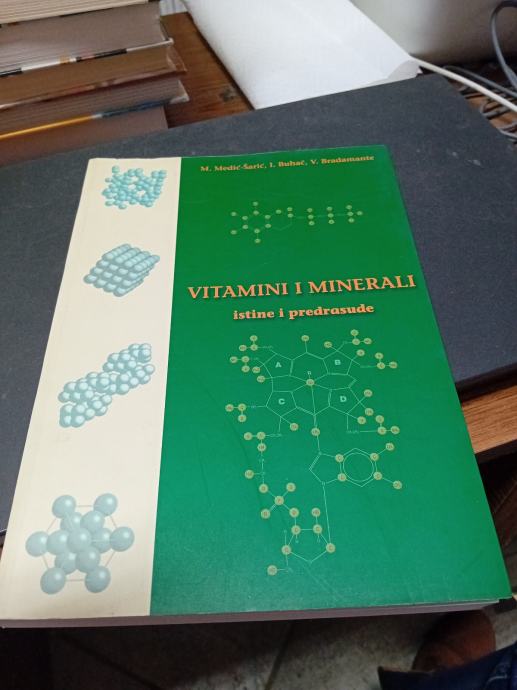 M. Medić-Šarić, I. Buhač, V. Bradamante
VITAMINI I MINERALI
istine i predrasude
A
B
C
D